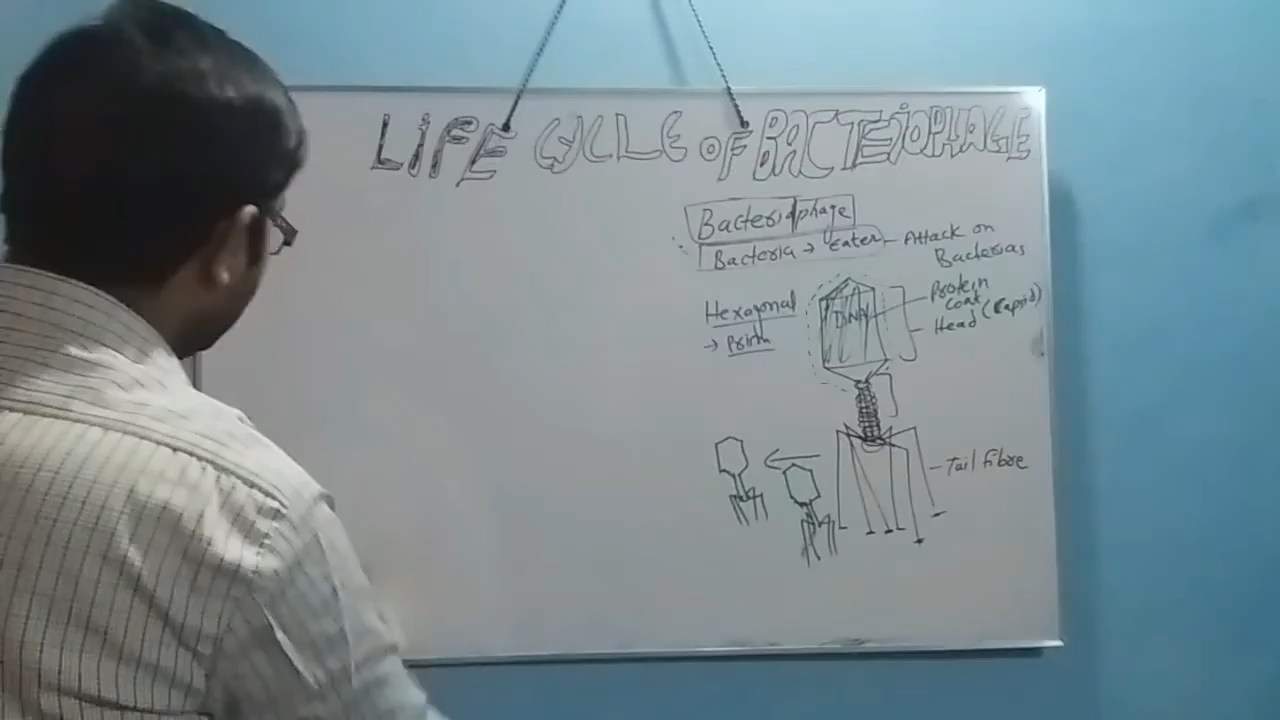 LIFE CYCLE OF BACTERIOPHAGE
Bacteriophage
Bacteria → Eater - Attack on
Bacterias
Hexagonal
→ Prism
DNA
Protein
coat
Head (Capsid)
Tail fibre